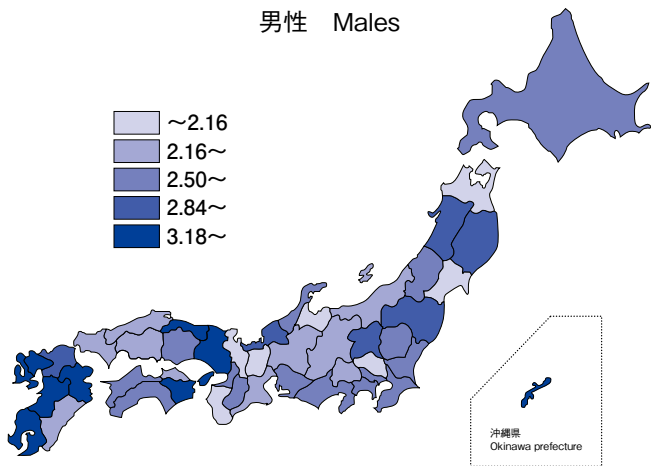 男性 Males
～2.16
2.16～
2.50～
2.84～
3.18～
沖縄県
Okinawa prefecture